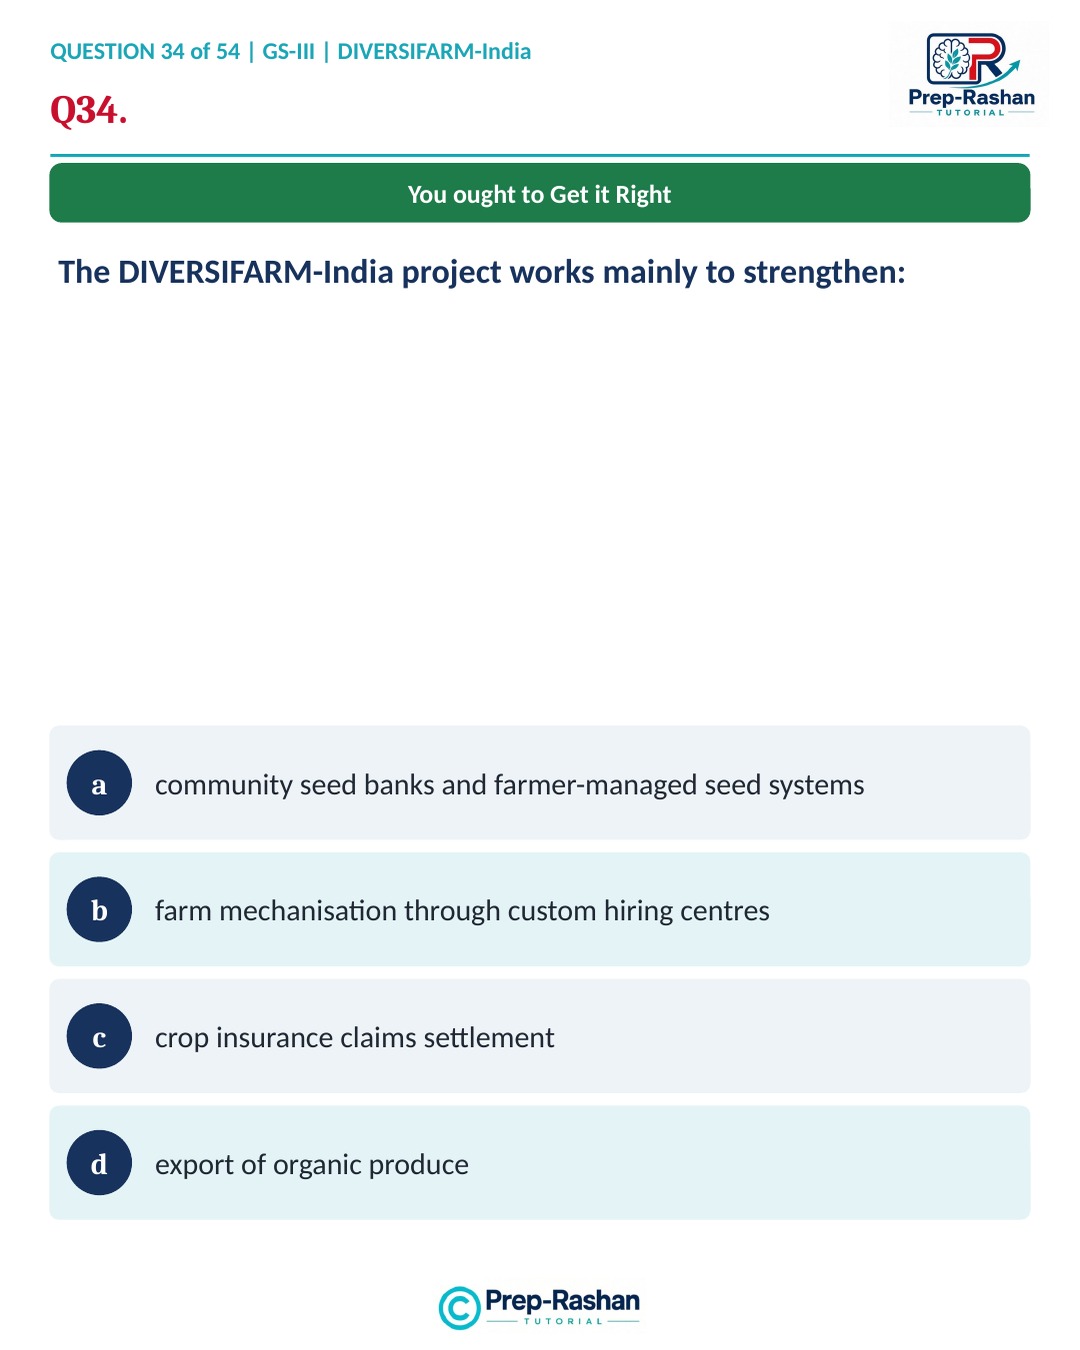 QUESTION 34 of 54 | GS-III | DIVERSIFARM-India
Q34.
R
Prep-Rashan
TUTORIAL
You ought to Get it Right
The DIVERSIFARM-India project works mainly to strengthen:
a community seed banks and farmer-managed seed systems
b farm mechanisation through custom hiring centres
c crop insurance claims settlement
d export of organic produce
© Prep-Rashan
TUTORIAL